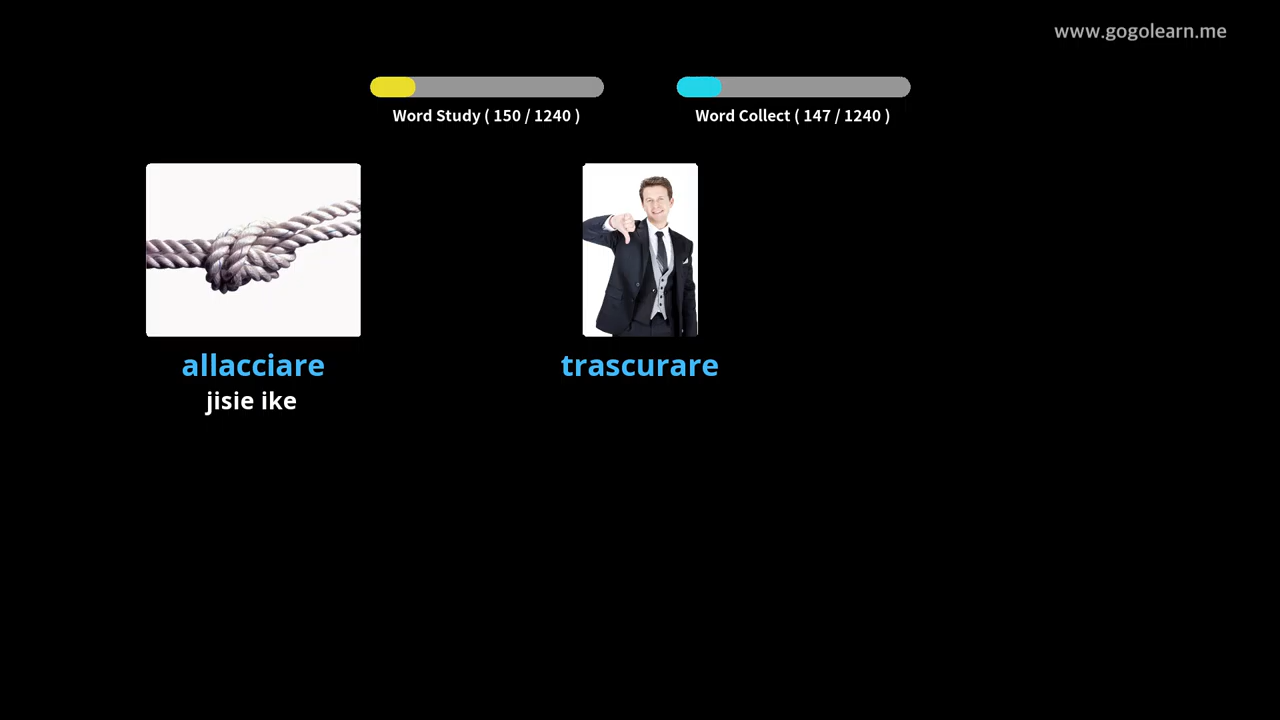 www.gogolearn.me
Word Study ( 150 / 1240 )
Word Collect ( 147 / 1240 )
allacciare
jisie ike
trascurare